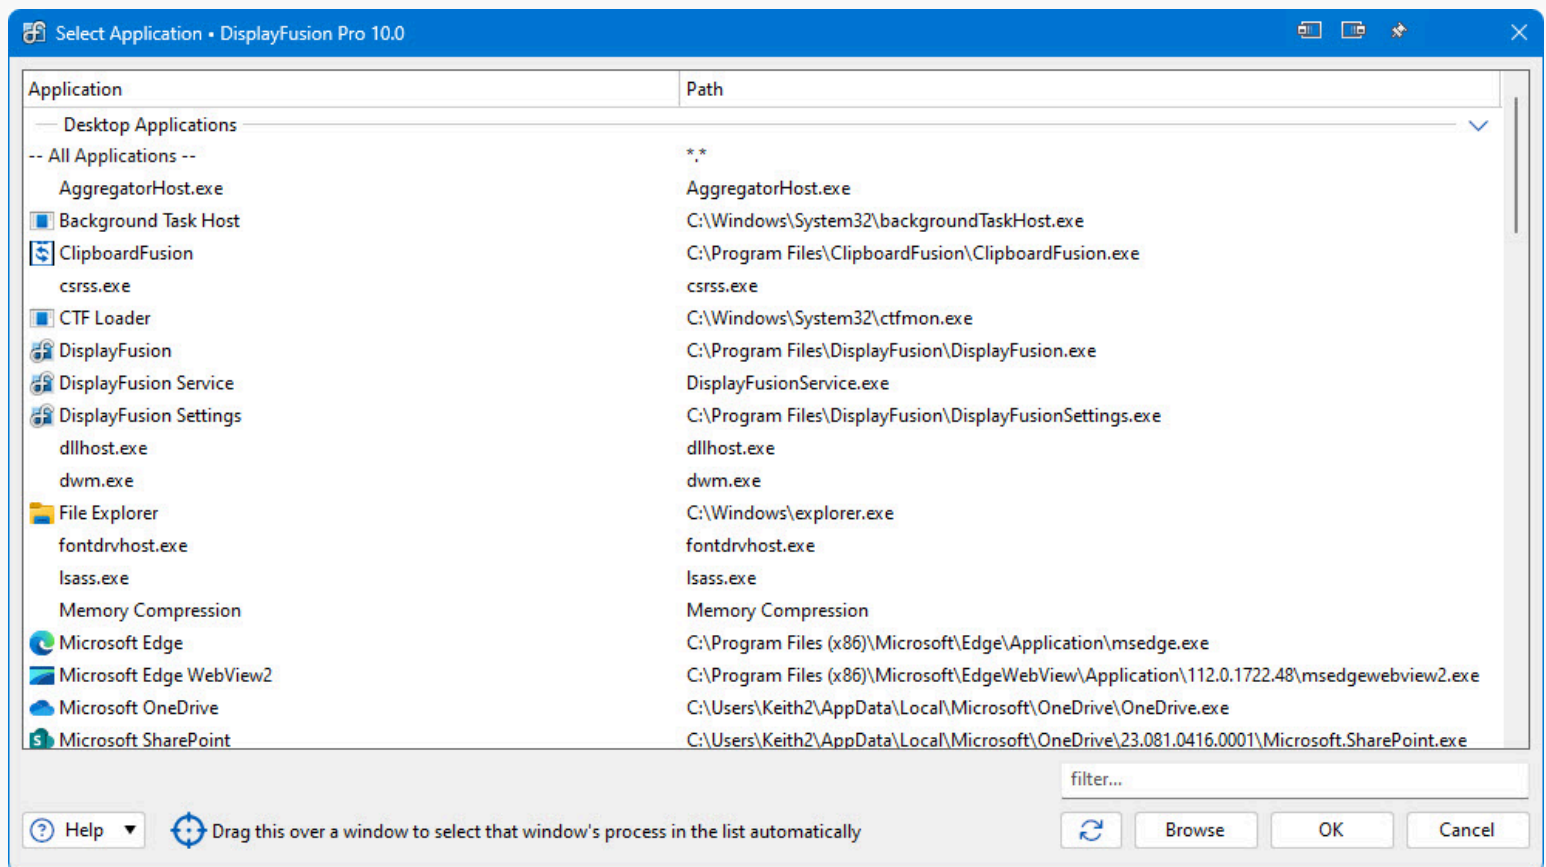 Select Application • DisplayFusion Pro 10.0
Application Path
Desktop Applications
-- All Applications -- *.*
AggregatorHost.exe AggregatorHost.exe
Background Task Host C:\Windows\System32\backgroundTaskHost.exe
ClipboardFusion C:\Program Files\ClipboardFusion\ClipboardFusion.exe
csrss.exe csrss.exe
CTF Loader C:\Windows\System32\ctfmon.exe
DisplayFusion C:\Program Files\DisplayFusion\DisplayFusion.exe
DisplayFusion Service DisplayFusionService.exe
DisplayFusion Settings C:\Program Files\DisplayFusion\DisplayFusionSettings.exe
dllhost.exe dllhost.exe
dwm.exe dwm.exe
File Explorer C:\Windows\explorer.exe
fontdrvhost.exe fontdrvhost.exe
lsass.exe lsass.exe
Memory Compression Memory Compression
Microsoft Edge C:\Program Files (x86)\Microsoft\Edge\Application\msedge.exe
Microsoft Edge WebView2 C:\Program Files (x86)\Microsoft\EdgeWebView\Application\112.0.1722.48\msedgewebview2.exe
Microsoft OneDrive C:\Users\Keith2\AppData\Local\Microsoft\OneDrive\OneDrive.exe
Microsoft SharePoint C:\Users\Keith2\AppData\Local\Microsoft\OneDrive\23.081.0416.0001\Microsoft.SharePoint.exe
filter...
Help Drag this over a window to select that window's process in the list automatically Browse OK Cancel